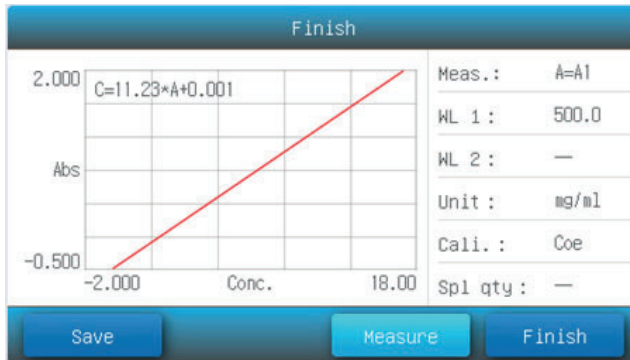 Finish
2.000
C=11.23*A+0.001
Abs
-0.500
-2.000 Conc. 18.00
Meas.: A=A1
WL 1: 500.0
WL 2: —
Unit: mg/ml
Cali.: Coe
Spl qty: —
Save Measure Finish